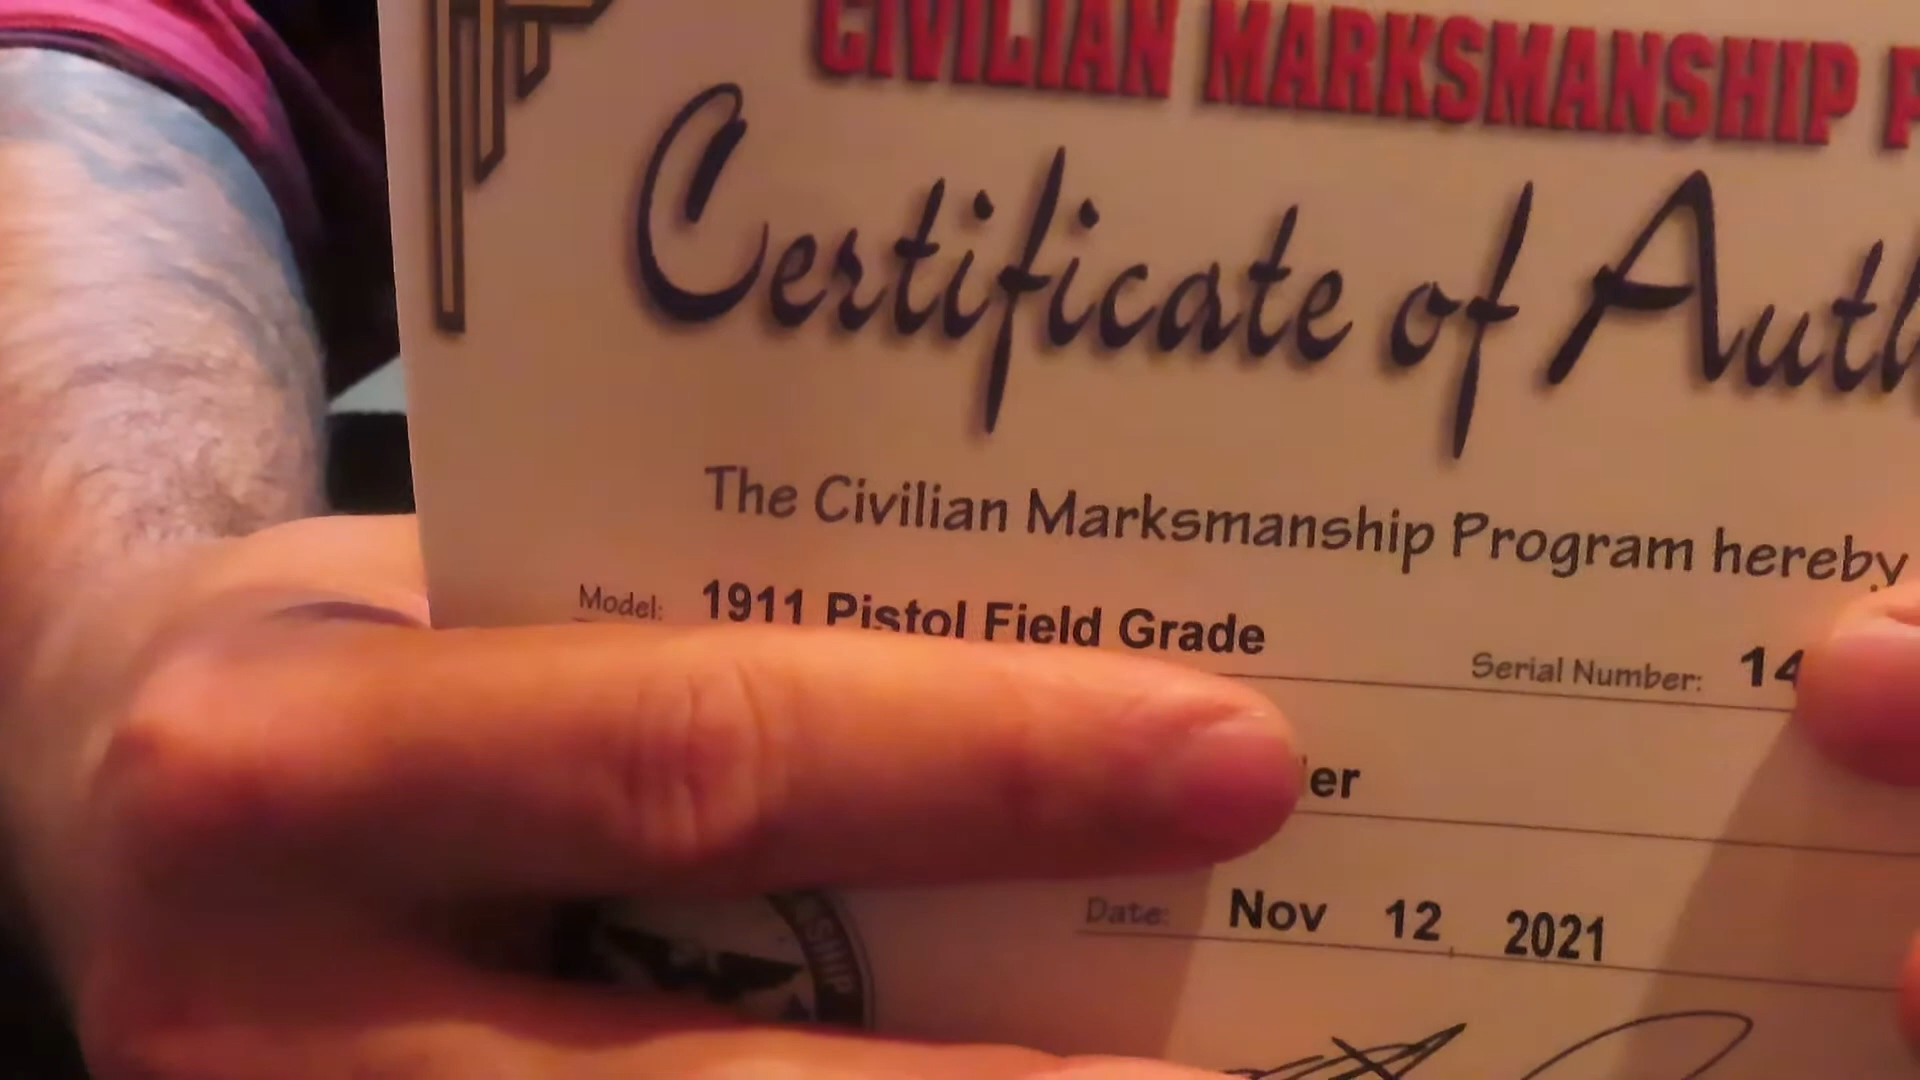 CIVILIAN MARKSMANSHIP
Certificate of
The Civilian Marksmanship Program hereby
Model: 1911 Pistol Field Grade
Serial Number: 14
Date: Nov 12 2021
SHIP